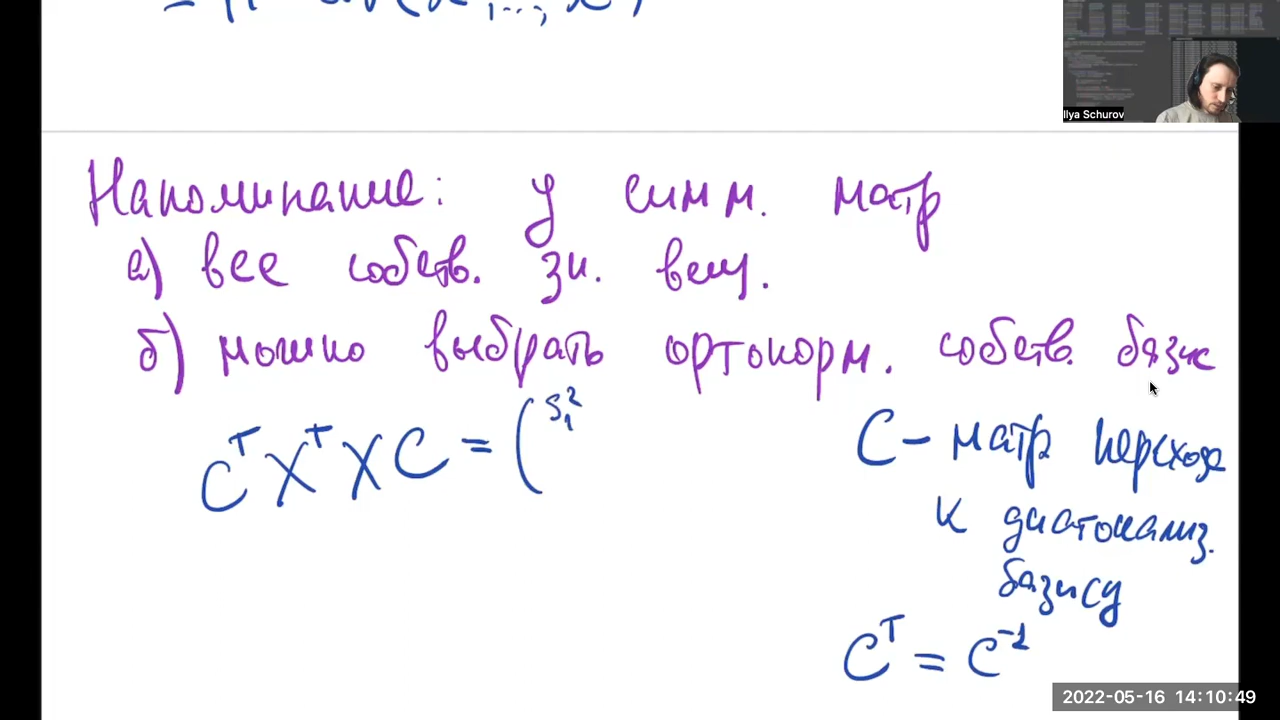 Ilya Schurov
Напоминание: у симм. матр
а) все собств. зн. вещ.
б) можно выбрать ортонорм. собств. базис
CᵀXᵀXC = ( S₁²
C – матр перехода
к диагонализ.
базису
Cᵀ = C⁻¹
2022-05-16 14:10:49